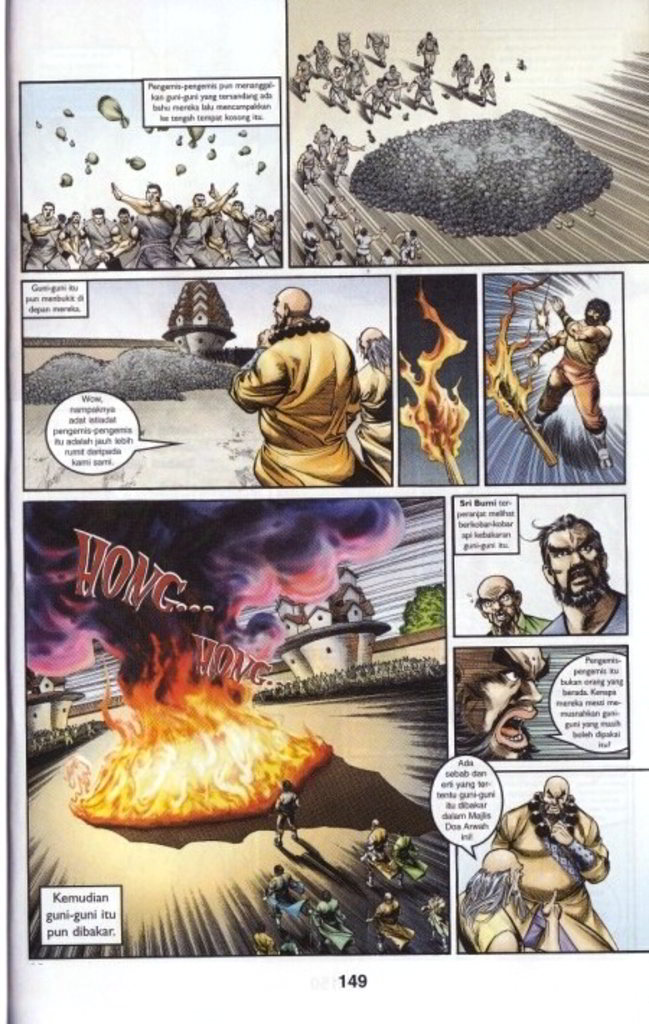 Pengemis-pengemis pun meranggal-
kan guni-guni yang tersandang ada
bahu mereka lalu mencampakkan
ke tengah tempat kosong itu.
Guni-guni itu
pun membukit di
depan mereka.
Wow,
nampaknya
adat istiadat
pengemis-pengemis
itu adalah jauh lebih
rumit daripada
kami sami.
HONG...
HONG...
Kemudian
guni-guni itu
pun dibakar.
Sri Bumi ter-
peranjat melihat
berkobar-kobar
api kebakaran
guni-guni itu.
Pengemis-
pengemis itu
bukan orang yang
berada. Kenapa
mereka mesti me-
musnahkan guni-
guni yang masih
boleh dipakai
itu?
Ada
sebab dan
erti yang ter-
tentu guni-guni
itu dibakar
dalam Majlis
Doa Arwah
ini!
149